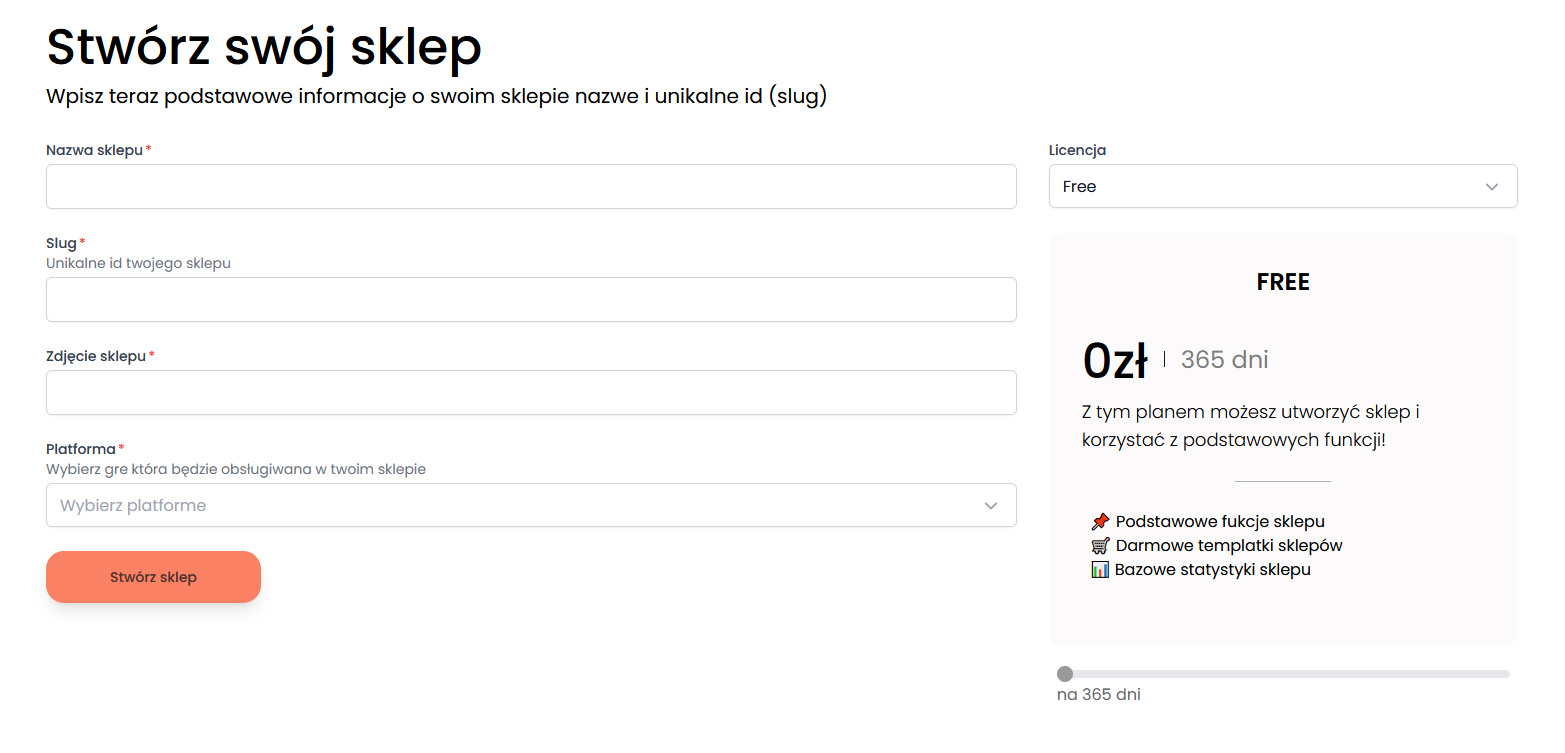 Stwórz swój sklep
Wpisz teraz podstawowe informacje o swoim sklepie nazwe i unikalne id (slug)
Nazwa sklepu *
Slug *
Unikalne id twojego sklepu
Zdjęcie sklepu *
Platforma *
Wybierz gre która będzie obsługiwana w twoim sklepie
Wybierz platforme
Stwórz sklep
Licencja
Free
FREE
0zł | 365 dni
Z tym planem możesz utworzyć sklep i
korzystać z podstawowych funkcji!
📌 Podstawowe fukcje sklepu
🛒 Darmowe templatki sklepów
📊 Bazowe statystyki sklepu
na 365 dni